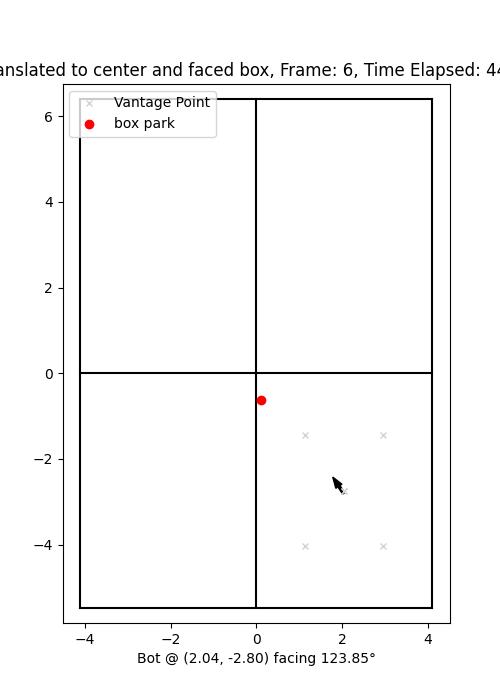 anslated to center and faced box, Frame: 6, Time Elapsed: 44
Vantage Point
box park
6
4
2
0
−2
−4
−4 −2 0 2 4
Bot @ (2.04, -2.80) facing 123.85°